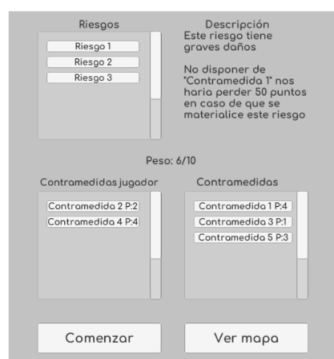 Riesgos
Riesgo 1
Riesgo 2
Riesgo 3
Descripción
Este riesgo tiene
graves daños
No disponer de
"Contramedida 1" nos
haria perder 50 puntos
en caso de que se
materialice este riesgo
Peso: 6/10
Contramedidas jugador
Contramedida 2 P:2
Contramedida 4 P:4
Contramedidas
Contramedida 1 P:4
Contramedida 3 P:1
Contramedida 5 P:3
Comenzar
Ver mapa